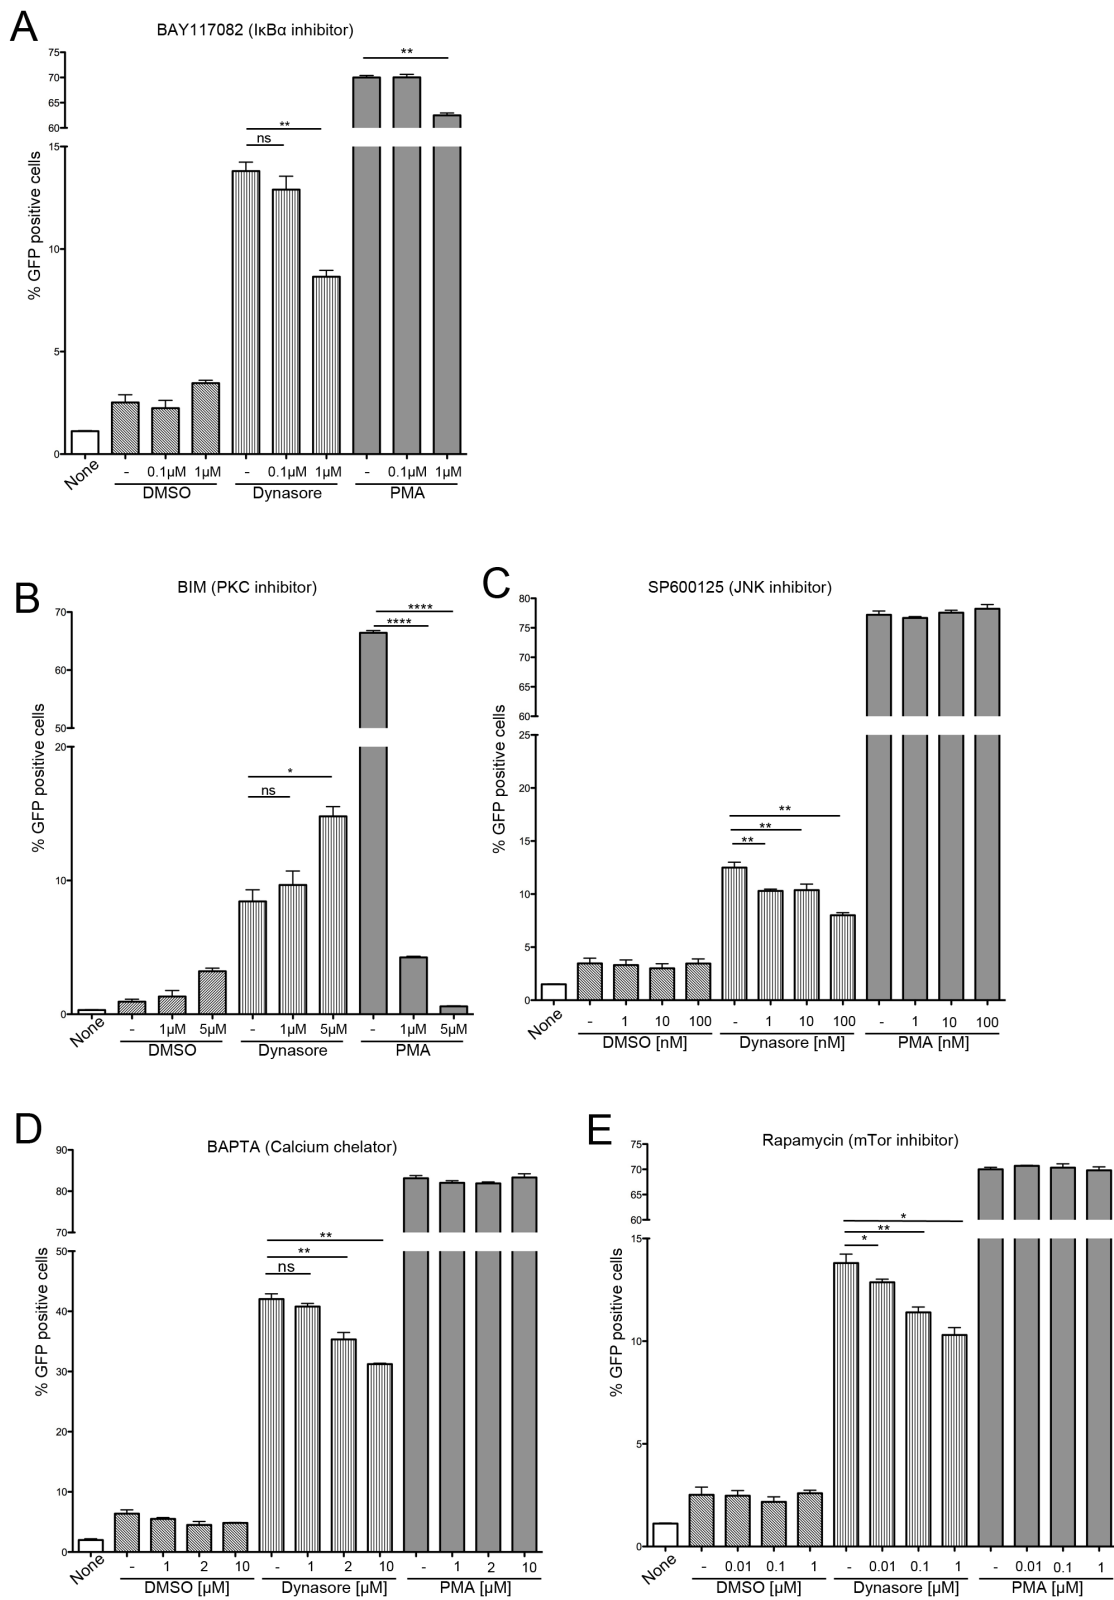 A
BAY117082 (IκBα inhibitor)
75
70
65
60
15
10
5
0
% GFP positive cells
**
ns
**
None
- 0.1μM 1μM - 0.1μM 1μM - 0.1μM 1μM
DMSO Dynasore PMA
B
BIM (PKC inhibitor)
70
60
50
20
10
0
% GFP positive cells
****
****
*
ns
None
- 1μM 5μM - 1μM 5μM - 1μM 5μM
DMSO Dynasore PMA
C
SP600125 (JNK inhibitor)
80
75
70
65
60
25
20
15
10
5
0
% GFP positive cells
**
**
**
None
- 1 10 100 - 1 10 100 - 1 10 100
DMSO [nM] Dynasore [nM] PMA [nM]
D
BAPTA (Calcium chelator)
90
80
70
50
40
30
20
10
0
% GFP positive cells
**
**
ns
None
- 1 2 10 - 1 2 10 - 1 2 10
DMSO [μM] Dynasore [μM] PMA [μM]
E
Rapamycin (mTor inhibitor)
75
70
65
60
15
10
5
0
% GFP positive cells
*
**
*
None
- 0.01 0.1 1 - 0.01 0.1 1 - 0.01 0.1 1
DMSO [μM] Dynasore [μM] PMA [μM]